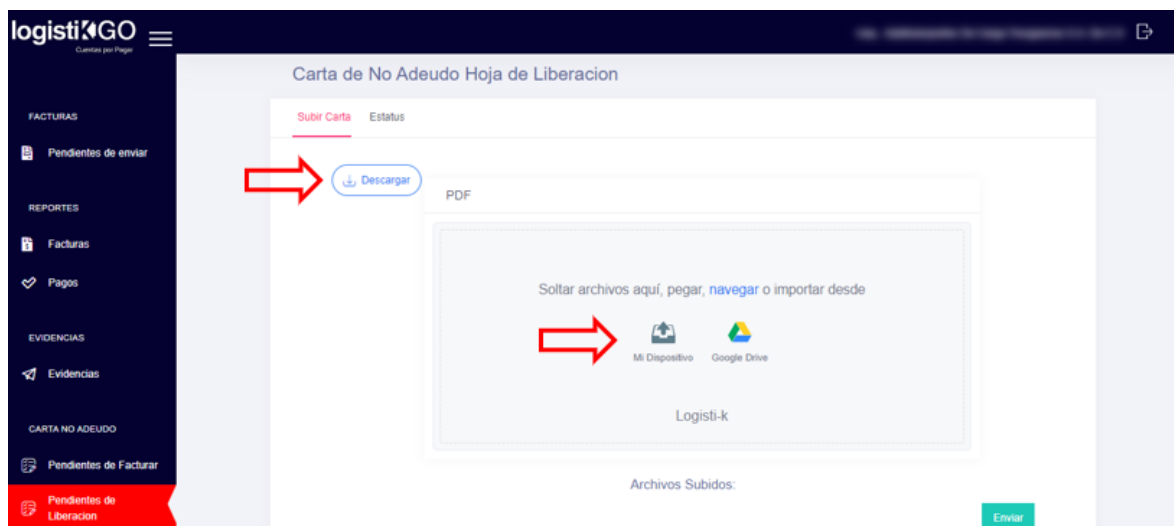 logistikGO
Cuentas por Pagar
Carta de No Adeudo Hoja de Liberacion
Subir Carta Estatus
FACTURAS
Pendientes de enviar
Descargar
PDF
REPORTES
Facturas
Pagos
Soltar archivos aquí, pegar, navegar o importar desde
Mi Dispositivo Google Drive
EVIDENCIAS
Evidencias
Logisti-k
CARTA NO ADEUDO
Pendientes de Facturar
Archivos Subidos:
Pendientes de
Liberacion
Enviar